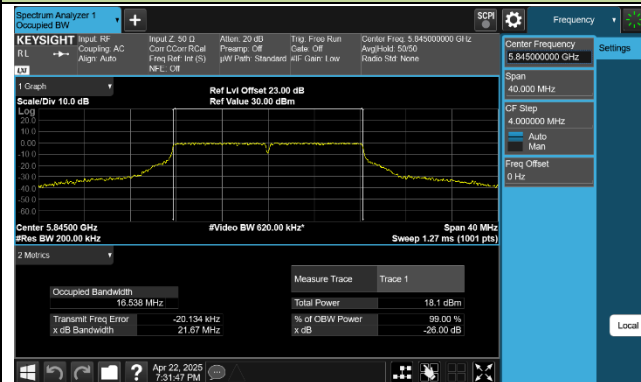 Spectrum Analyzer 1
Occupied BW
+
SCPI
Frequency
KEYSIGHT
RL
LXI
Input: RF
Coupling: AC
Align: Auto
Input Z: 50 Ω
Corr CCorr RCal
Freq Ref: Int (S)
NFE: Off
Atten: 20 dB
Preamp: Off
µW Path: Standard
Trig: Free Run
Gate: Off
#IF Gain: Low
Center Freq: 5.845000000 GHz
Avg|Hold: 50/50
Radio Std: None
Center Frequency
5.845000000 GHz
Settings
Span
40.000 MHz
CF Step
4.000000 MHz
Auto
Man
Freq Offset
0 Hz
Local
1 Graph
Scale/Div 10.0 dB
Ref Lvl Offset 23.00 dB
Ref Value 30.00 dBm
Log
20.0
10.0
0.00
-10.0
-20.0
-30.0
-40.0
-50.0
-60.0
Center 5.84500 GHz
#Res BW 200.00 kHz
#Video BW 620.00 kHz*
Span 40 MHz
Sweep 1.27 ms (1001 pts)
2 Metrics
Measure Trace Trace 1
Occupied Bandwidth
16.538 MHz
Total Power 18.1 dBm
Transmit Freq Error -20.134 kHz
% of OBW Power 99.00 %
x dB Bandwidth 21.67 MHz
x dB -26.00 dB
?
Apr 22, 2025
7:31:47 PM